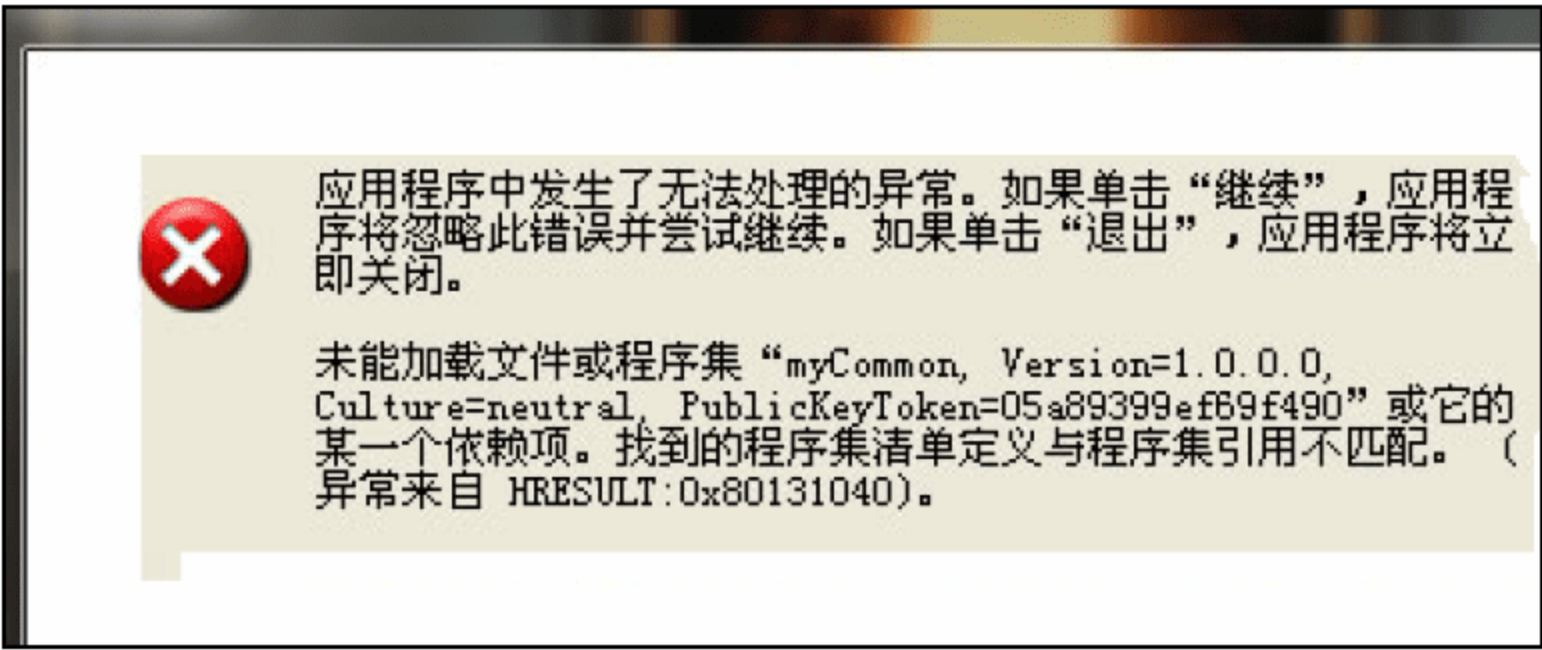 应用程序中发生了无法处理的异常。如果单击“继续”，应用程
序将忽略此错误并尝试继续。如果单击“退出”，应用程序将立
即关闭。
未能加载文件或程序集“myCommon, Version=1.0.0.0,
Culture=neutral, PublicKeyToken=05a89399ef69f490”或它的
某一个依赖项。找到的程序集清单定义与程序集引用不匹配。 (
异常来自 HRESULT:0x80131040)。